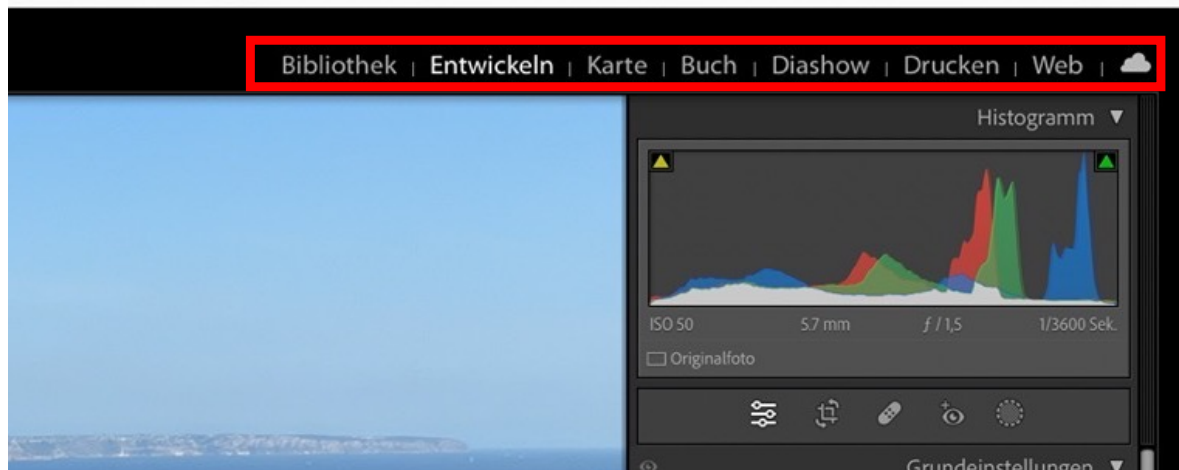 Bibliothek | Entwickeln | Karte | Buch | Diashow | Drucken | Web |
Histogramm
ISO 50 5.7 mm ƒ / 1,5 1/3600 Sek.
Originalfoto
Grundeinstellungen